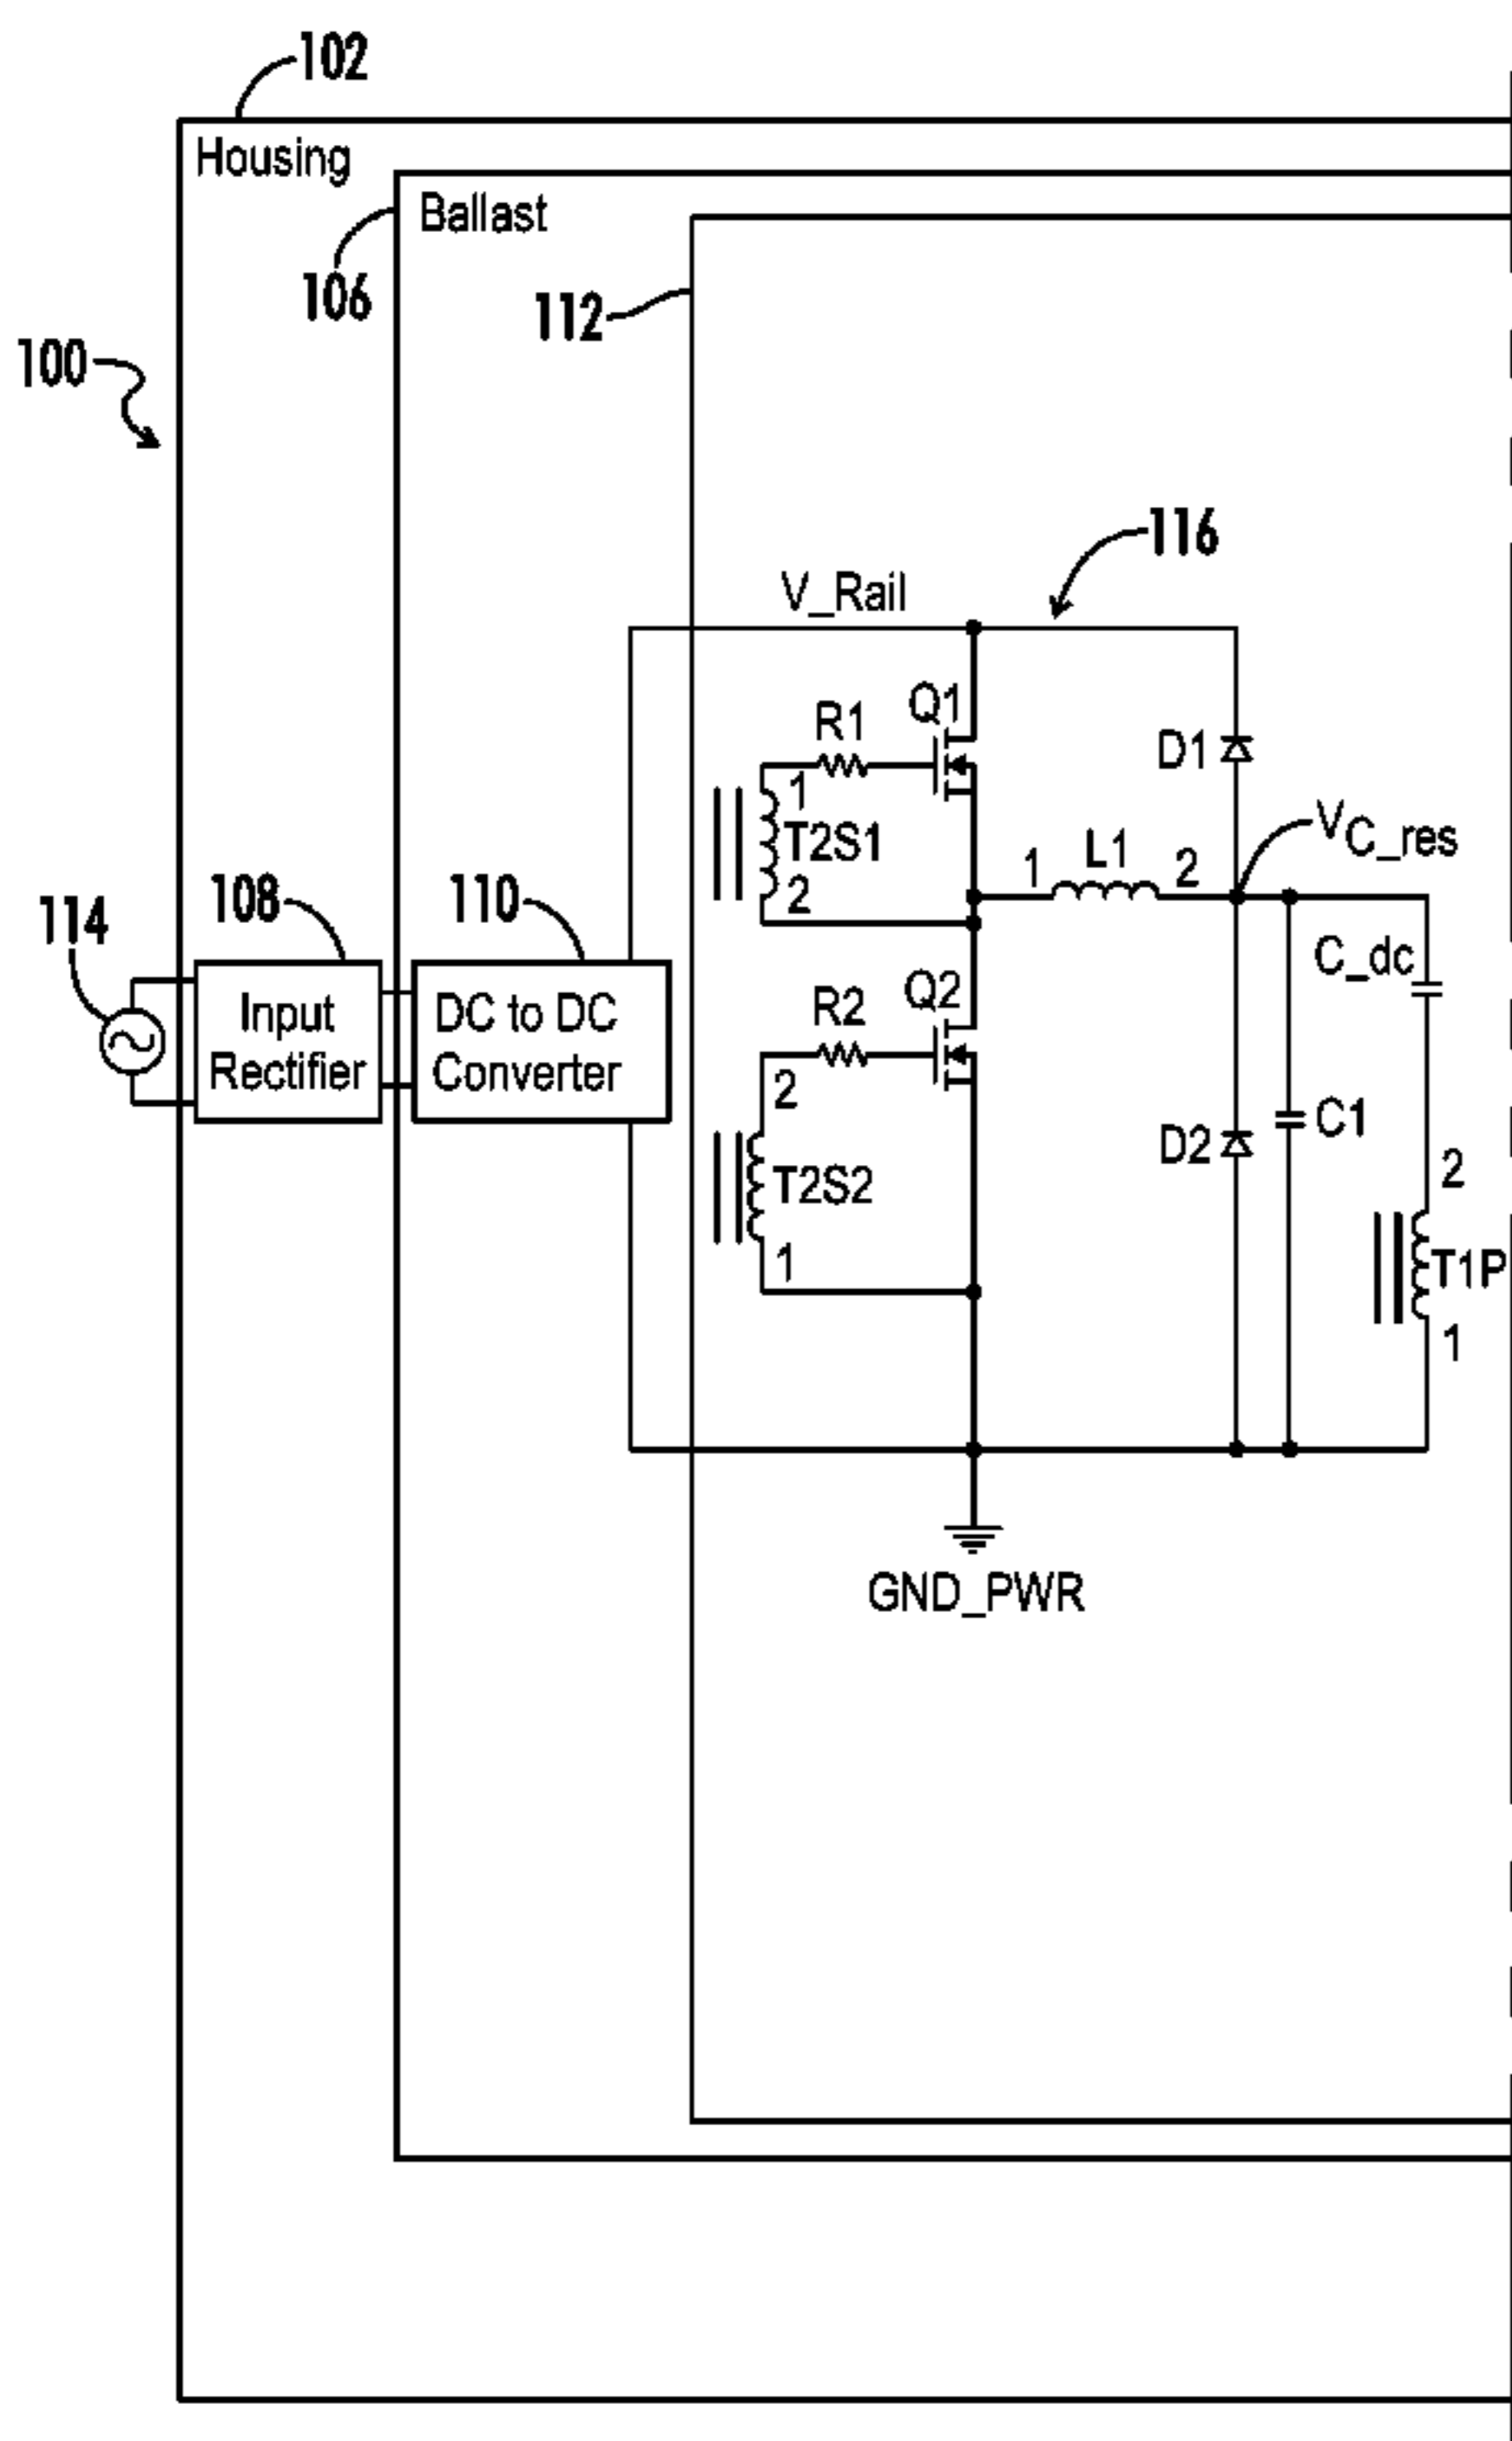 102
Housing
Ballast
106
112
100
116
V_Rail
Q1
R1
D1
1
T2S1
VC_res
1
L1
2
2
108
110
114
C_dc
Q2
R2
Input
Rectifier
DC to DC
Converter
2
C1
D2
2
T2S2
1
T1P
1
GND_PWR